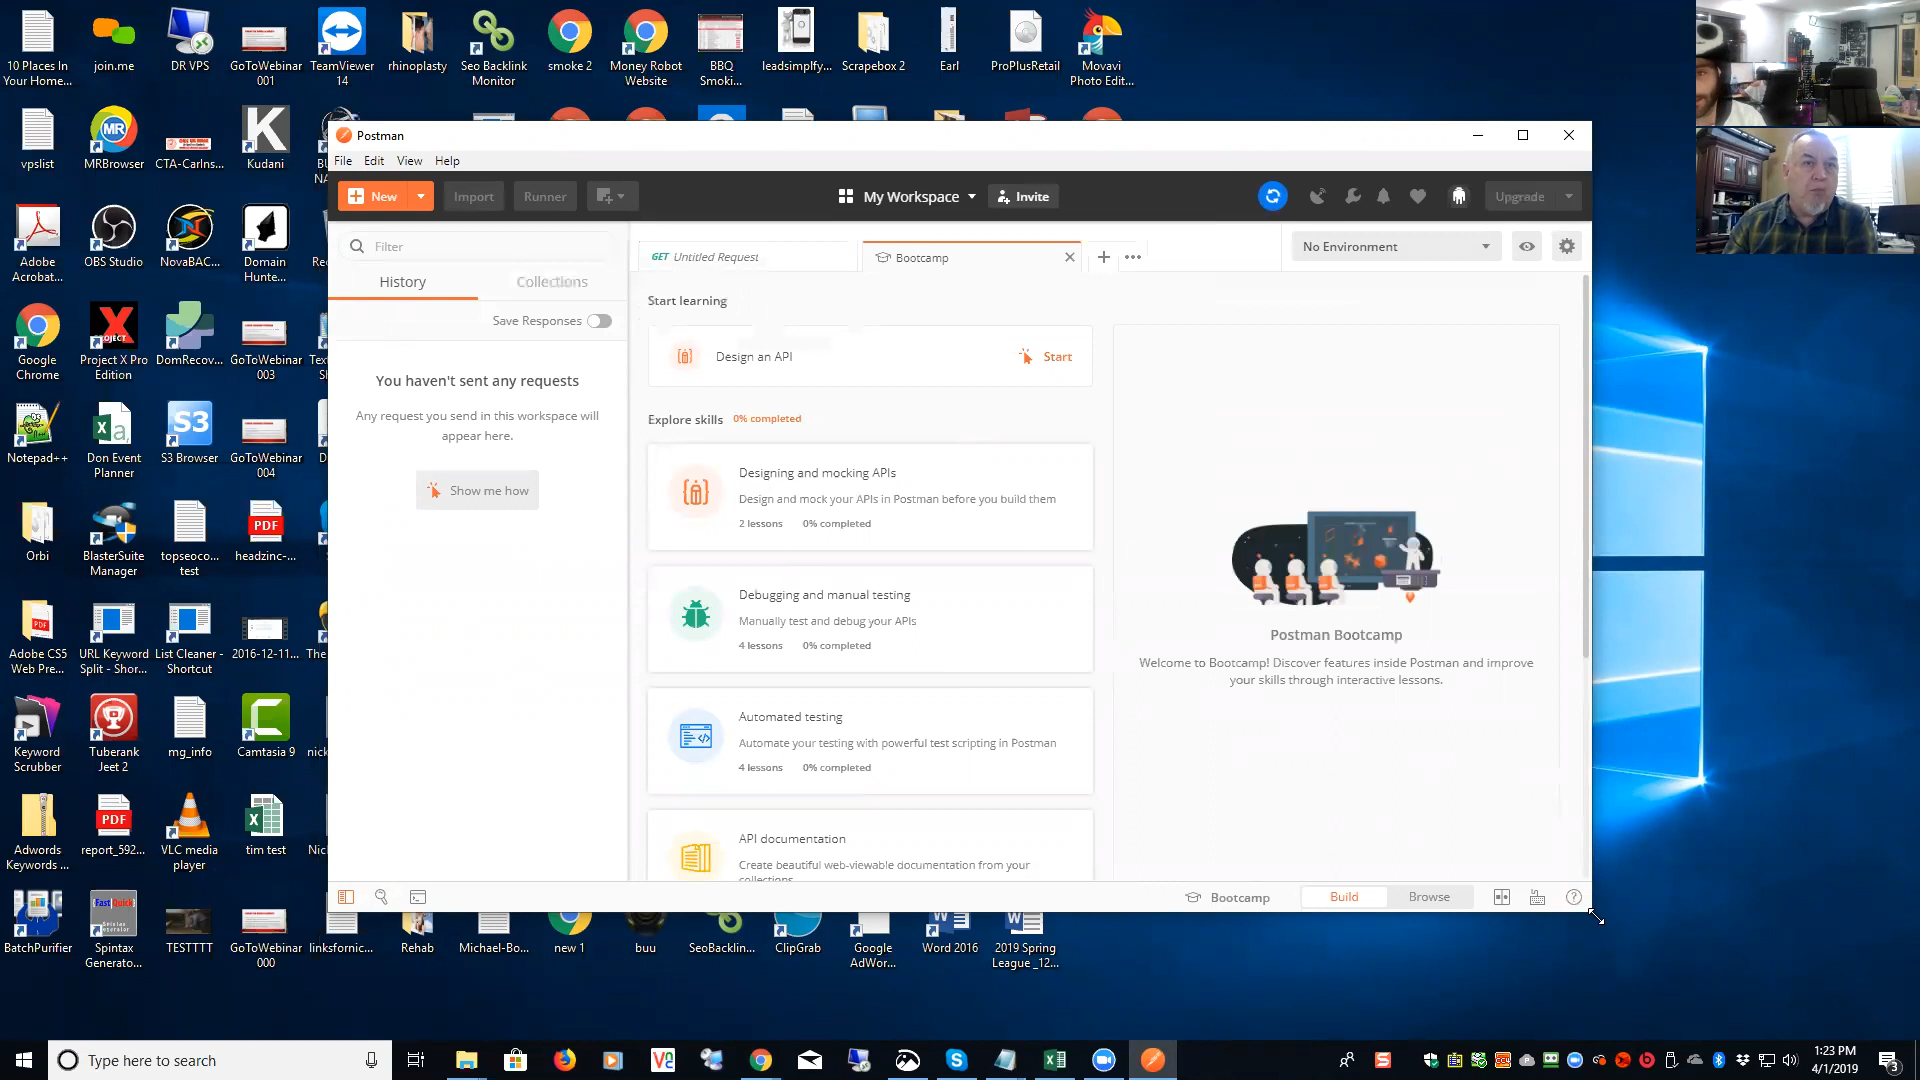 10 Places In
Your Home...
join.me
DR VPS
GoToWebinar
001
TeamViewer
14
rhinoplasty
Seo Backlink
Monitor
smoke 2
Money Robot
Website
BBQ
Smoki...
leadsimplfy...
Scrapebox 2
Earl
ProPlusRetail
Movavi
Photo Edit...
vpslist
MRBrowser
CTA-CarIns...
Kudani
Postman
File Edit View Help
New
Import
Runner
My Workspace
Invite
Upgrade
Adobe
Acrobat...
OBS Studio
NovaBAC...
Domain
Hunte...
Filter
GET Untitled Request
Bootcamp
No Environment
History
Collections
Save Responses
You haven't sent any requests
Any request you send in this workspace will
appear here.
Show me how
Start learning
Design an API
Start
Explore skills 0% completed
Designing and mocking APIs
Design and mock your APIs in Postman before you build them
2 lessons 0% completed
Debugging and manual testing
Manually test and debug your APIs
4 lessons 0% completed
Automated testing
Automate your testing with powerful test scripting in Postman
4 lessons 0% completed
API documentation
Create beautiful web-viewable documentation from your
collections
Postman Bootcamp
Welcome to Bootcamp! Discover features inside Postman and improve
your skills through interactive lessons.
Bootcamp
Build
Browse
Google
Chrome
Project X Pro
Edition
DomRecov...
GoToWebinar
003
Notepad++
Don Event
Planner
S3 Browser
GoToWebinar
004
Orbi
BlasterSuite
Manager
topseoco...
test
headzinc-...
Adobe CS5
Web Pre...
URL Keyword
Split - Shor...
List Cleaner -
Shortcut
2016-12-11...
Keyword
Scrubber
Tuberank
Jeet 2
mg_info
Camtasia 9
Adwords
Keywords ...
report_592...
VLC media
player
tim test
BatchPurifier
Spintax
Generato...
TESTTTT
GoToWebinar
000
linksfornic...
Rehab
Michael-Bo...
new 1
buu
SeoBacklin...
ClipGrab
Google
AdWor...
Word 2016
2019 Spring
League _12...
Type here to search
1:23 PM
4/1/2019
3